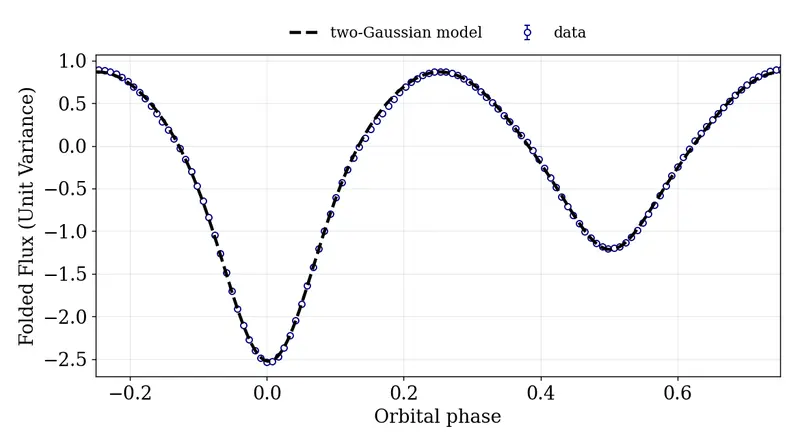 two-Gaussian model data
Folded Flux (Unit Variance)
1.0
0.5
0.0
−0.5
−1.0
−1.5
−2.0
−2.5
−0.2 0.0 0.2 0.4 0.6
Orbital phase